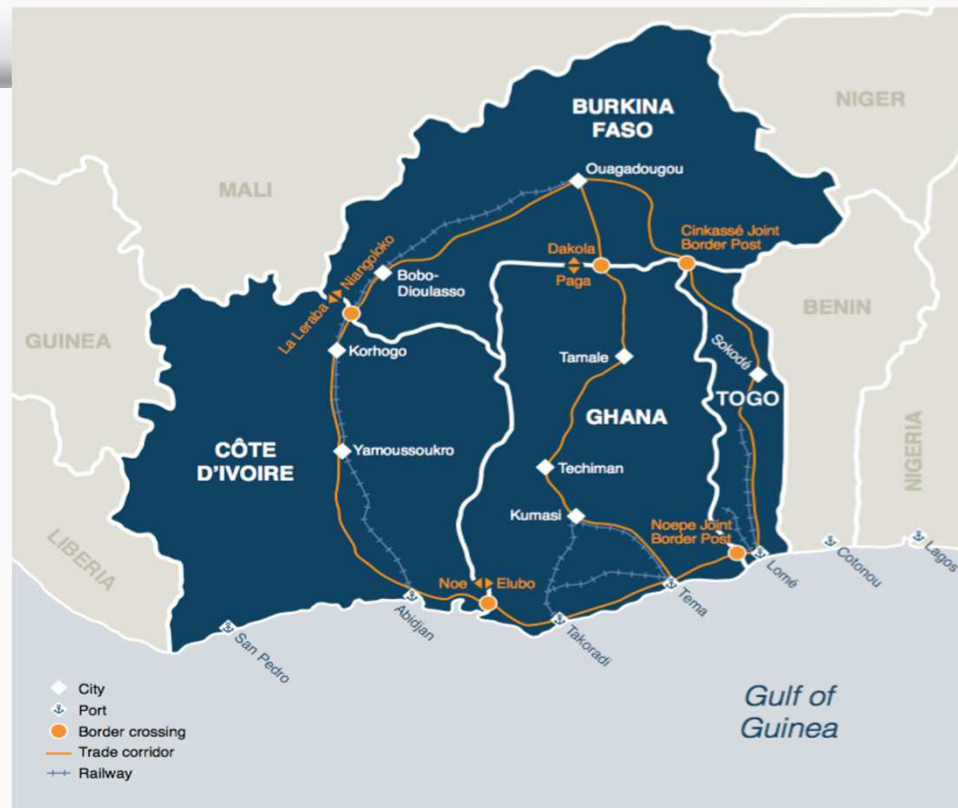 BURKINA
FASO
NIGER
MALI
Ouagadougou
Cinkassé Joint
Border Post
Dakola
Paga
Niangoloko
La Leraba
Bobo-
Dioulasso
BENIN
GUINEA
Korhogo
Tamale
Sokodé
TOGO
GHANA
CÔTE
D'IVOIRE
Yamoussoukro
Techiman
NIGERIA
Kumasi
Noepe Joint
Border Post
LIBERIA
Noe
Elubo
Lomé
Cotonou
Lagos
Abidjan
Tema
Takoradi
San Pedro
City
Port
Border crossing
Trade corridor
Railway
Gulf of
Guinea